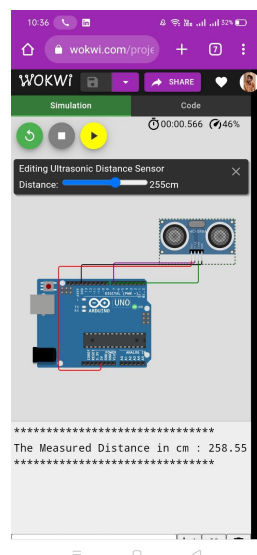 10:36
52%
wokwi.com/proje
7
WOKWI
SHARE
Simulation
Code
00:00.566
46%
Editing Ultrasonic Distance Sensor
Distance:
255cm
UNO
ARDUINO
******************************
The Measured Distance in cm : 258.55
******************************